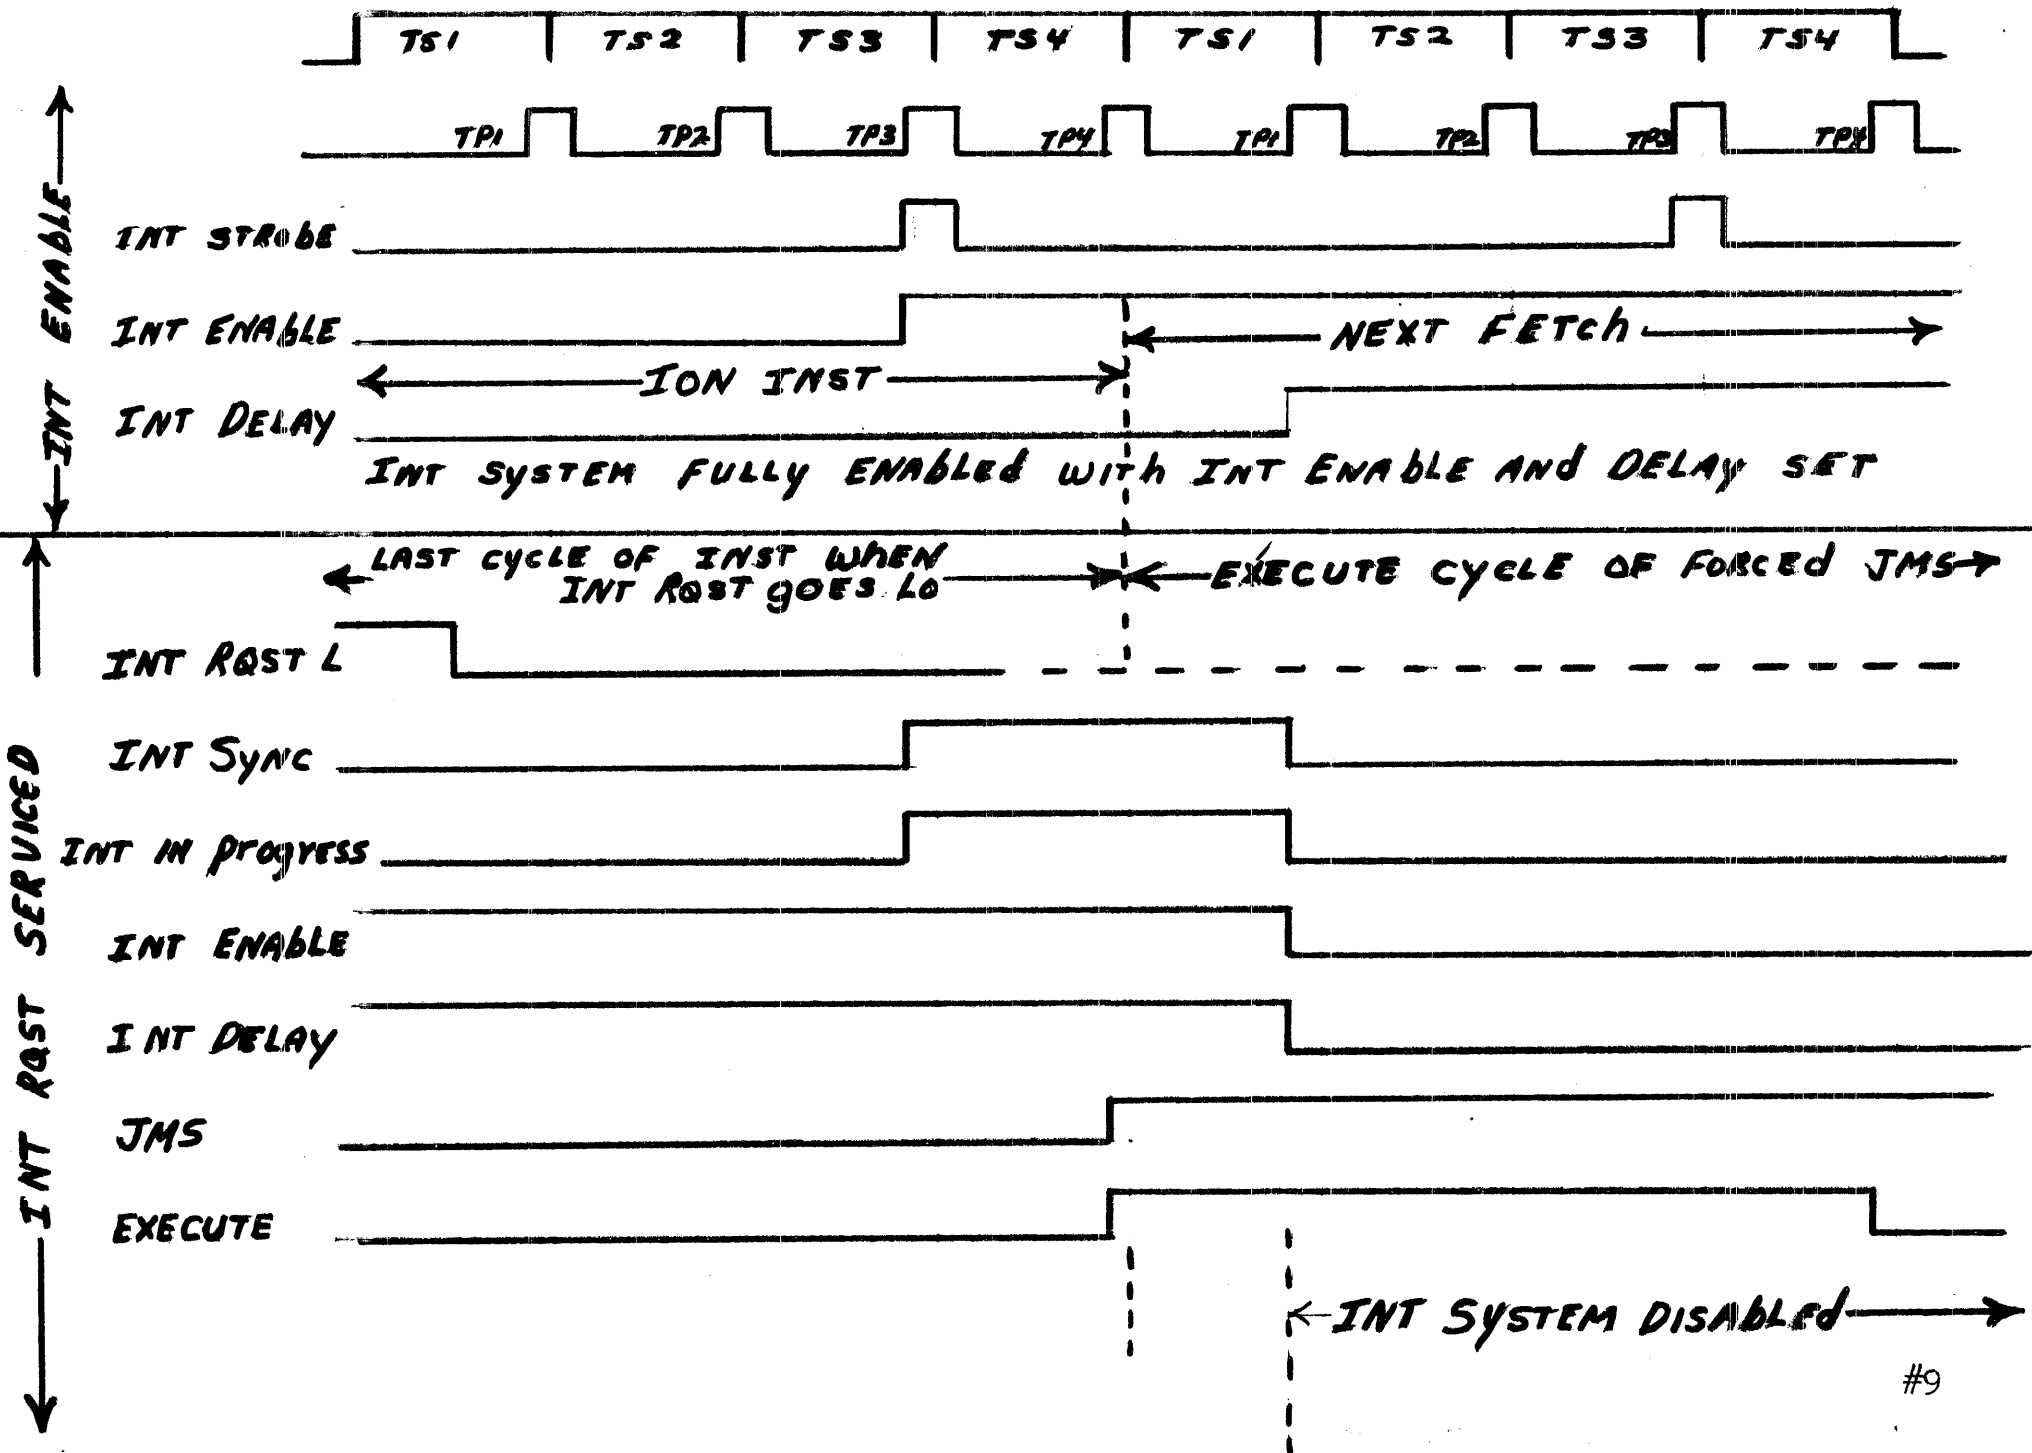 TS1 TS2 TS3 TS4 TS1 TS2 TS3 TS4
TP1 TP2 TP3 TP4 TP1 TP2 TP3 TP4
INT ENABLE
INT STROBE
INT ENABLE
NEXT FETCh
ION INST
INT DELAY
INT SySTEM FULLy ENAbLEd wITh INT ENAbLE ANd DELAy SET
INT RQST SERVICED
LAST CyCLE OF INST whEN
INT RQST gOES LO
EXECUTE CyCLE OF FORCEd JMS
INT RQST L
INT SyNC
INT IN PrOgrESS
INT ENAbLE
INT DELAY
JMS
EXECUTE
INT SySTEM DISAbLEd
#9